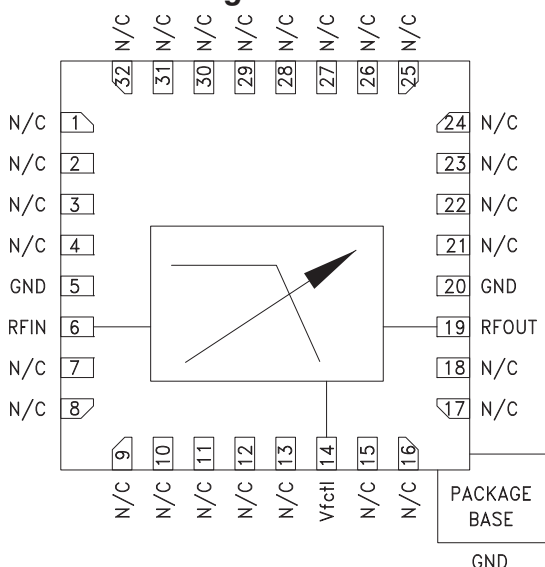 N/C N/C N/C N/C N/C N/C N/C N/C
32 31 30 29 28 27 26 25
N/C 1
N/C 2
N/C 3
N/C 4
GND 5
RFIN 6
N/C 7
N/C 8
24 N/C
23 N/C
22 N/C
21 N/C
20 GND
19 RFOUT
18 N/C
17 N/C
9 10 11 12 13 14 15 16
N/C N/C N/C N/C N/C Vfctl N/C N/C
PACKAGE
BASE
GND